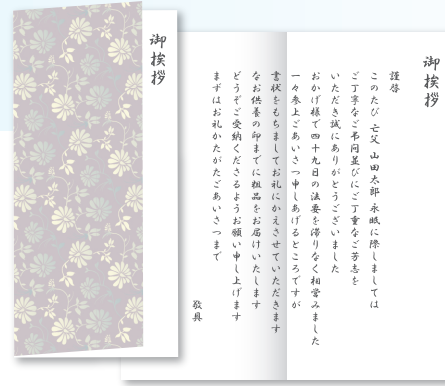 御挨拶
御挨拶
謹啓
このたび 亡父 山田太郎 永眠に際しましては
ご丁寧なご弔問並びにご丁重なご芳志を
いただき誠にありがとうございました
おかげ様で四十九日の法要を滞りなく相営みました
一々参上ごあいさつ申しあげるところですが
書状をもちましてお礼にかえさせていただきます
なお供養の印までに粗品をお届けいたします
どうぞご受納くださるようお願い申し上げます
まずはお礼かたがたごあいさつまで
敬具